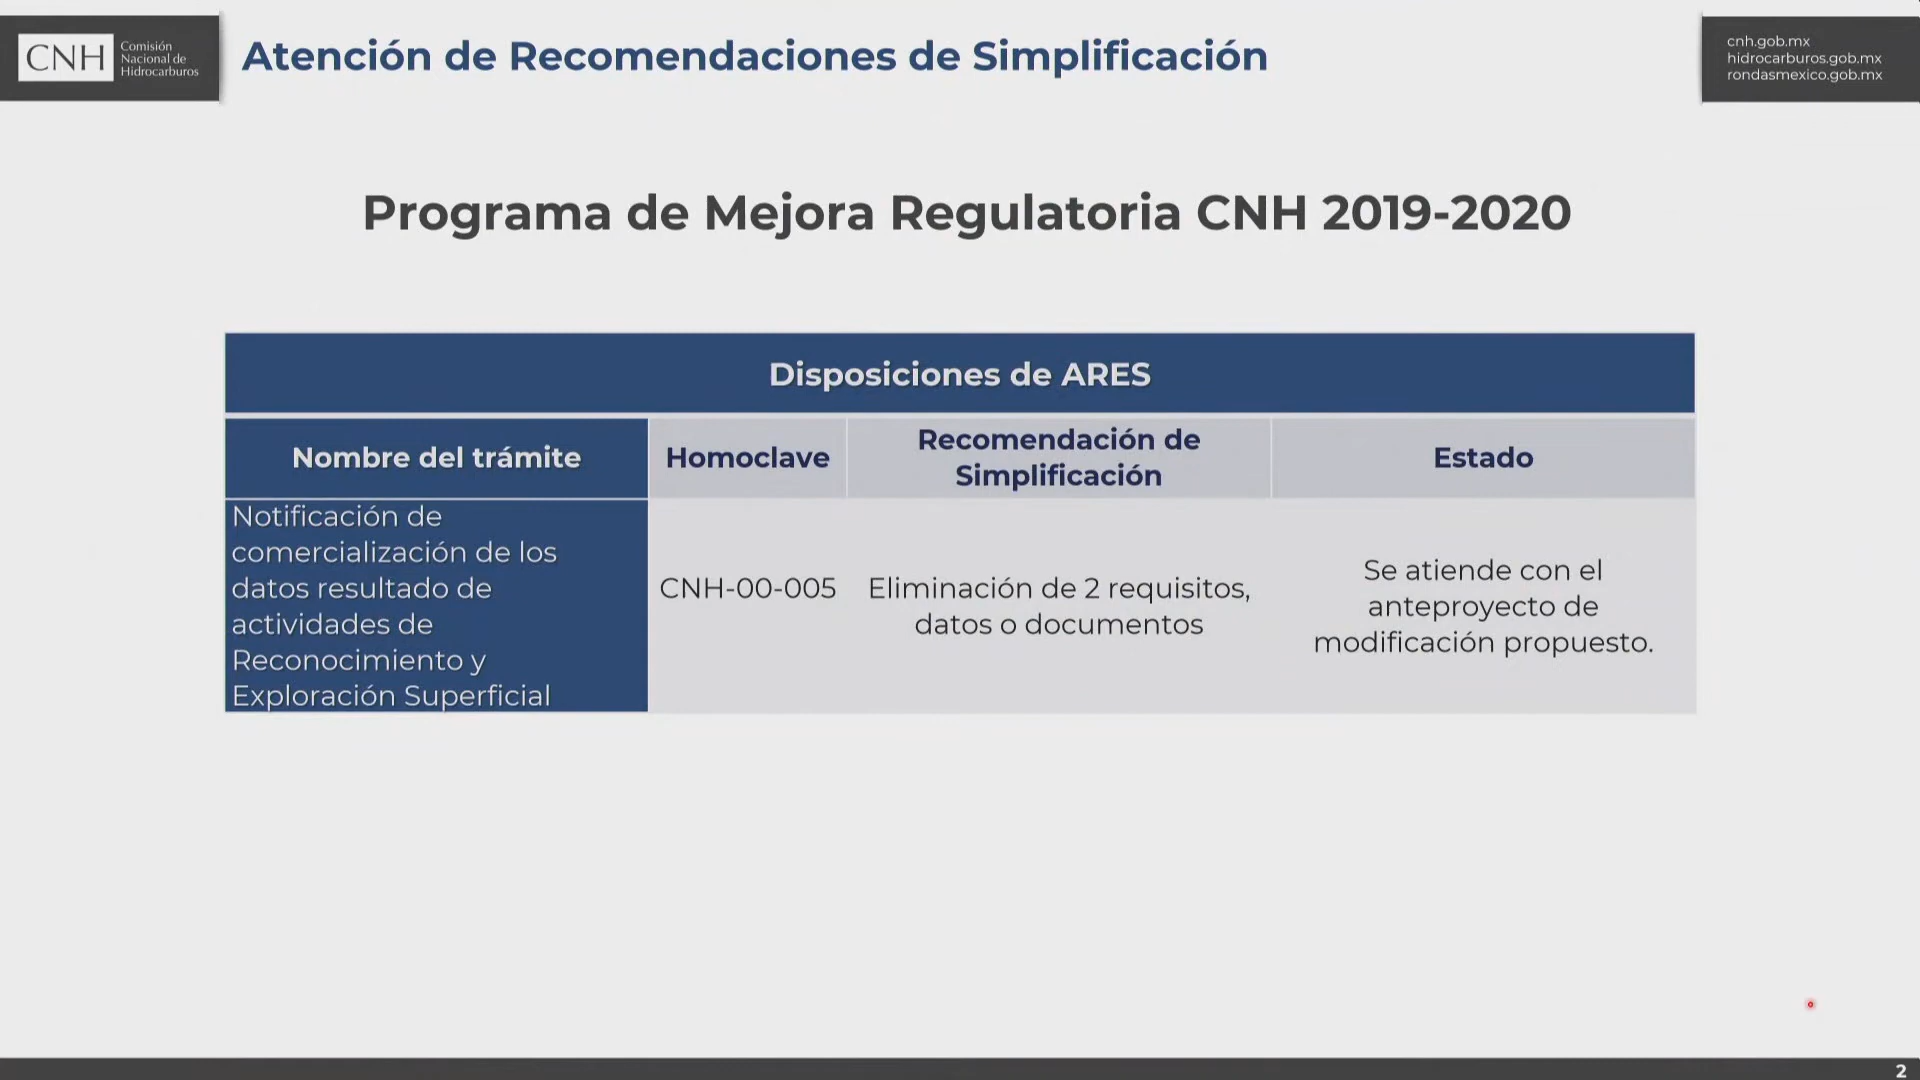 CNH
Comisión
Nacional de
Hidrocarburos
Atención de Recomendaciones de Simplificación
cnh.gob.mx
hidrocarburos.gob.mx
rondasmexico.gob.mx
Programa de Mejora Regulatoria CNH 2019-2020
Disposiciones de ARES
Nombre del trámite
Homoclave
Recomendación de
Simplificación
Estado
Notificación de
comercialización de los
datos resultado de
actividades de
Reconocimiento y
Exploración Superficial
CNH-00-005
Eliminación de 2 requisitos,
datos o documentos
Se atiende con el
anteproyecto de
modificación propuesto.
2